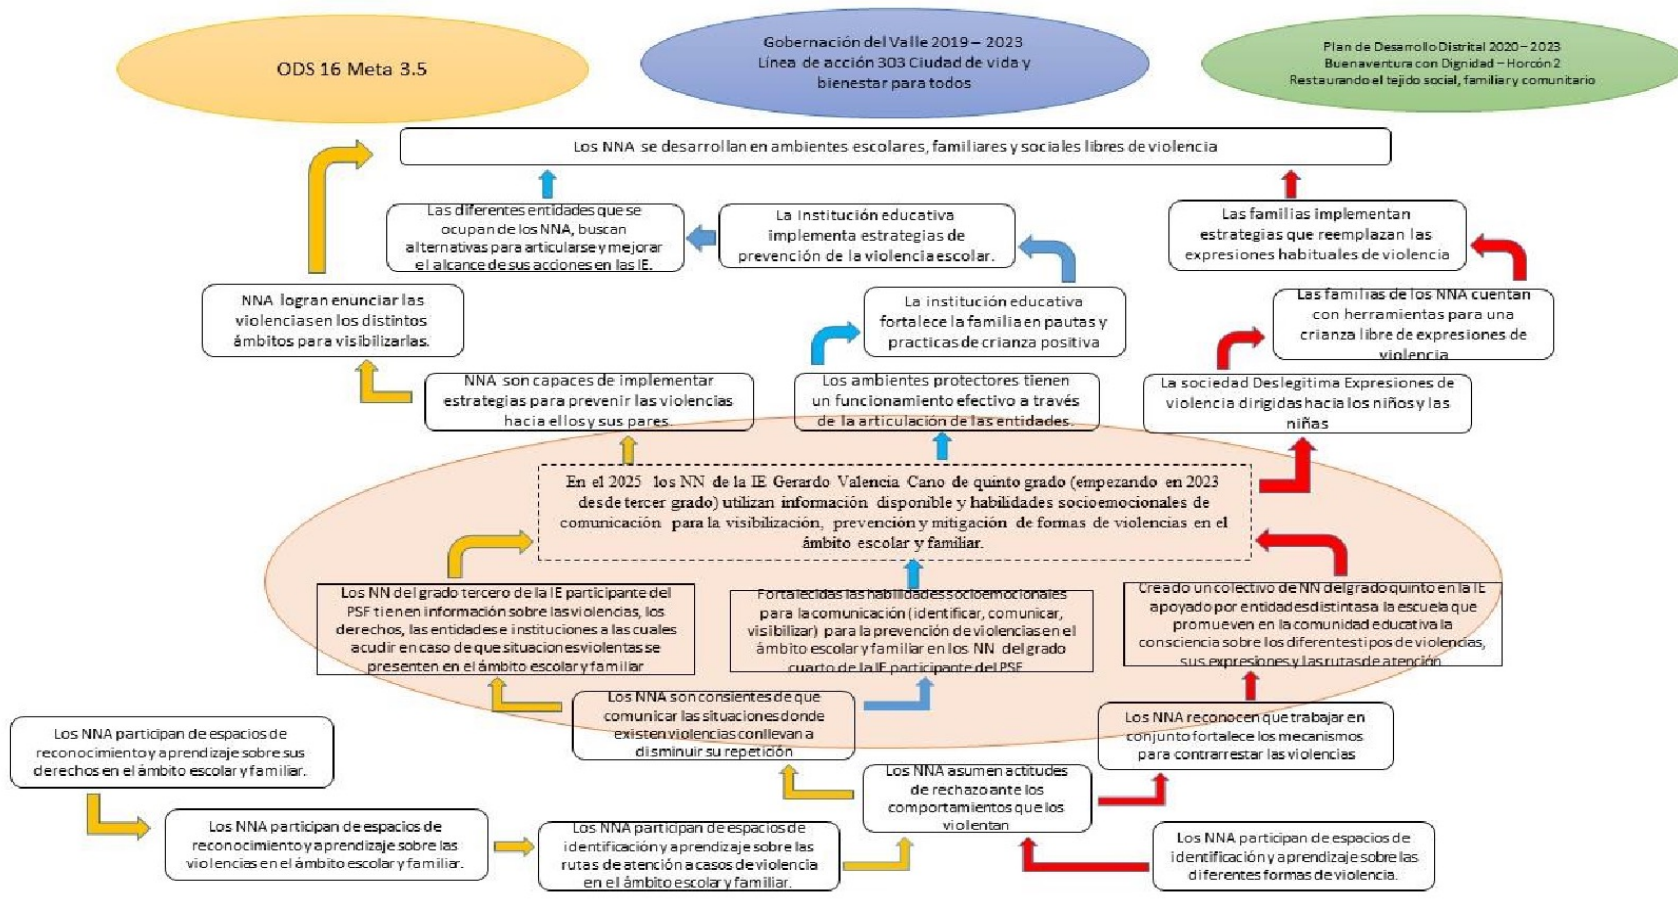 ODS 16 Meta 3.5
Gobernación del Valle 2019 – 2023
Línea de acción 303 Ciudad de vida y
bienestar para todos
Plan de Desarrollo Distrital 2020 – 2023
Buenaventura con Dignidad – Horcón 2
Restaurando el tejido social, familiar y comunitario
Los NNA se desarrollan en ambientes escolares, familiares y sociales libres de violencia
Las diferentes entidades que se
ocupan de los NNA, buscan
alternativas para articularse y mejorar
el alcance de sus acciones en las IE.
La Institución educativa
implementa estrategias de
prevención de la violencia escolar.
Las familias implementan
estrategias que reemplazan las
expresiones habituales de violencia
NNA logran enunciar las
violencias en los distintos
ámbitos para visibilizarlas.
La institución educativa
fortalece la familia en pautas y
practicas de crianza positiva
Las familias de los NNA cuentan
con herramientas para una
crianza libre de expresiones de
violencia
NNA son capaces de implementar
estrategias para prevenir las violencias
hacia ellos y sus pares.
Los ambientes protectores tienen
un funcionamiento efectivo a través
de la articulación de las entidades.
La sociedad Deslegitima Expresiones de
violencia dirigidas hacia los niños y las
niñas
En el 2025 los NN de la IE Gerardo Valencia Cano de quinto grado (empezando en 2023
desde tercer grado) utilizan información disponible y habilidades socioemocionales de
comunicación para la visibilización, prevención y mitigación de formas de violencias en el
ámbito escolar y familiar.
Los NN del grado tercero de la IE participante del
PSF tienen información sobre las violencias, los
derechos, las entidades e instituciones a las cuales
acudir en caso de que situaciones violentas se
presenten en el ámbito escolar y familiar
Fortalecidas las habilidades socioemocionales
para la comunicación (identificar, comunicar,
visibilizar) para la prevención de violencias en el
ámbito escolar y familiar en los NN del grado
cuarto de la IE participante del PSF
Creado un colectivo de NN del grado quinto en la IE
apoyado por entidades distintas a la escuela que
promueven en la comunidad educativa la
consciencia sobre los diferentes tipos de violencias,
sus expresiones y las rutas de atención
Los NNA son consientes de que
comunicar las situaciones donde
existen violencias conllevan a
disminuir su repetición
Los NNA reconocen que trabajar en
conjunto fortalece los mecanismos
para contrarrestar las violencias
Los NNA participan de espacios de
reconocimiento y aprendizaje sobre sus
derechos en el ámbito escolar y familiar.
Los NNA asumen actitudes
de rechazo ante los
comportamientos que los
violentan
Los NNA participan de espacios de
reconocimiento y aprendizaje sobre las
violencias en el ámbito escolar y familiar.
Los NNA participan de espacios de
identificación y aprendizaje sobre las
rutas de atención a casos de violencia
en el ámbito escolar y familiar.
Los NNA participan de espacios de
identificación y aprendizaje sobre las
diferentes formas de violencia.